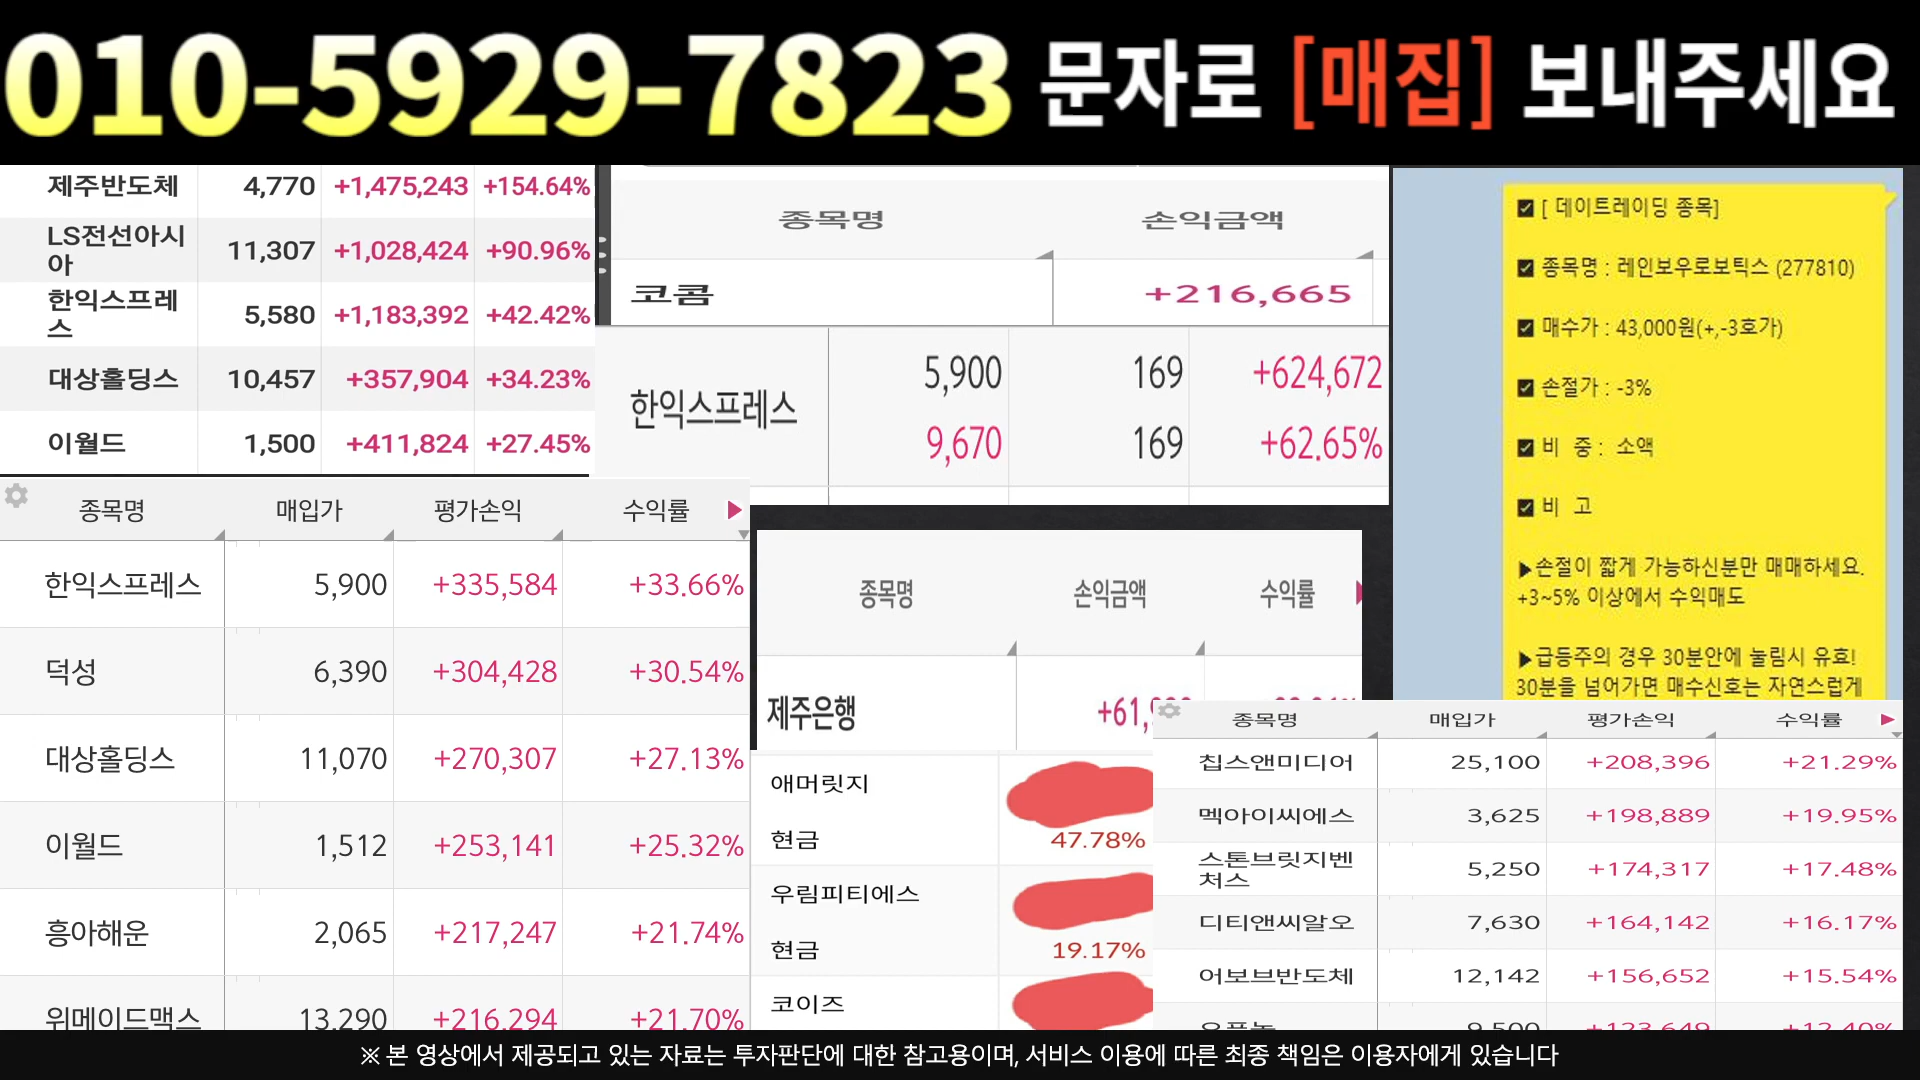 010-5929-7823 문자로 [매집] 보내주세요
제주반도체 4,770 +1,475,243 +154.64%
LS전선아시
아 11,307 +1,028,424 +90.96%
한익스프레
스 5,580 +1,183,392 +42.42%
대상홀딩스 10,457 +357,904 +34.23%
이월드 1,500 +411,824 +27.45%
종목명 손익금액
코콤 +216,665
한익스프레스 5,900 169 +624,672
9,670 169 +62.65%
[ 데이트레이딩 종목]
종목명 : 레인보우로보틱스 (277810)
매수가 : 43,000원(+,-3호가)
손절가 : -3%
비 중 : 소액
비 고
▶손절이 짧게 가능하신분만 매매하세요.
+3~5% 이상에서 수익매도
▶급등주의 경우 30분안에 눌림시 유효!
30분을 넘어가면 매수신호는 자연스럽게
종목명 매입가 평가손익 수익률
한익스프레스 5,900 +335,584 +33.66%
덕성 6,390 +304,428 +30.54%
대상홀딩스 11,070 +270,307 +27.13%
이월드 1,512 +253,141 +25.32%
흥아해운 2,065 +217,247 +21.74%
위메이드맥스 13,290 +216,294 +21.70%
종목명 손익금액 수익률
제주은행
애머릿지
현금 47.78%
우림피티에스
현금 19.17%
코이즈
종목명 매입가 평가손익 수익률
칩스앤미디어 25,100 +208,396 +21.29%
멕아이씨에스 3,625 +198,889 +19.95%
스톤브릿지벤
처스 5,250 +174,317 +17.48%
디티앤씨알오 7,630 +164,142 +16.17%
어보브반도체 12,142 +156,652 +15.54%
※ 본 영상에서 제공되고 있는 자료는 투자판단에 대한 참고용이며, 서비스 이용에 따른 최종 책임은 이용자에게 있습니다